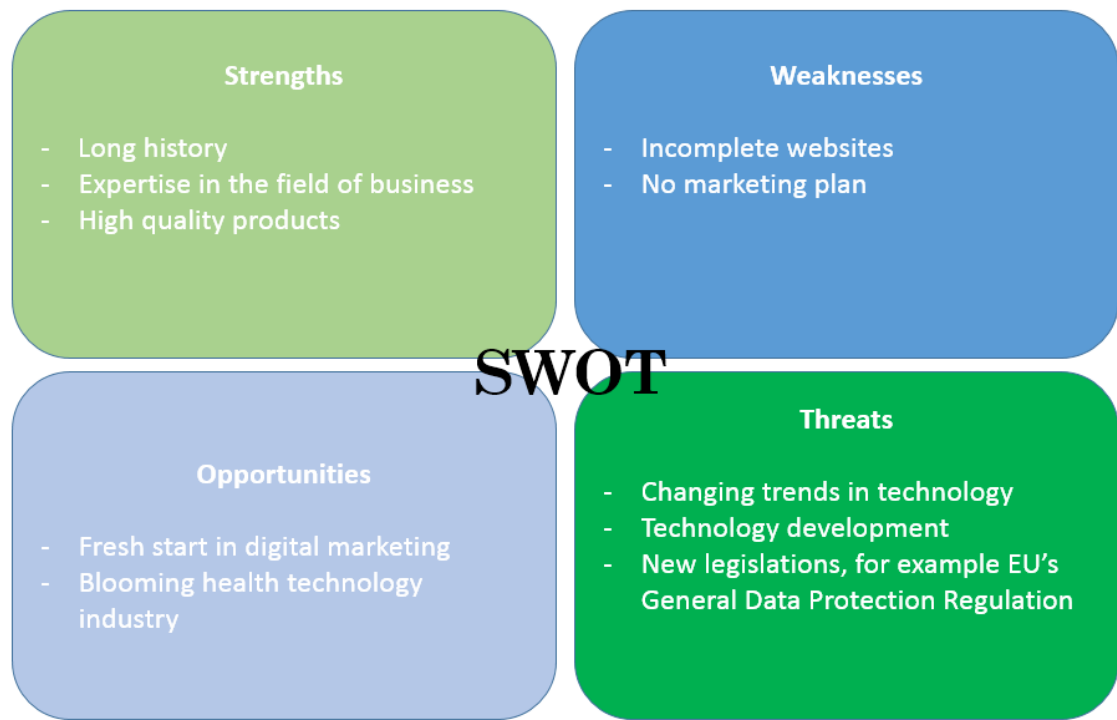 Strengths
- Long history
- Expertise in the field of business
- High quality products
Weaknesses
- Incomplete websites
- No marketing plan
SWOT
Opportunities
- Fresh start in digital marketing
- Blooming health technology
industry
Threats
- Changing trends in technology
- Technology development
- New legislations, for example EU's
General Data Protection Regulation